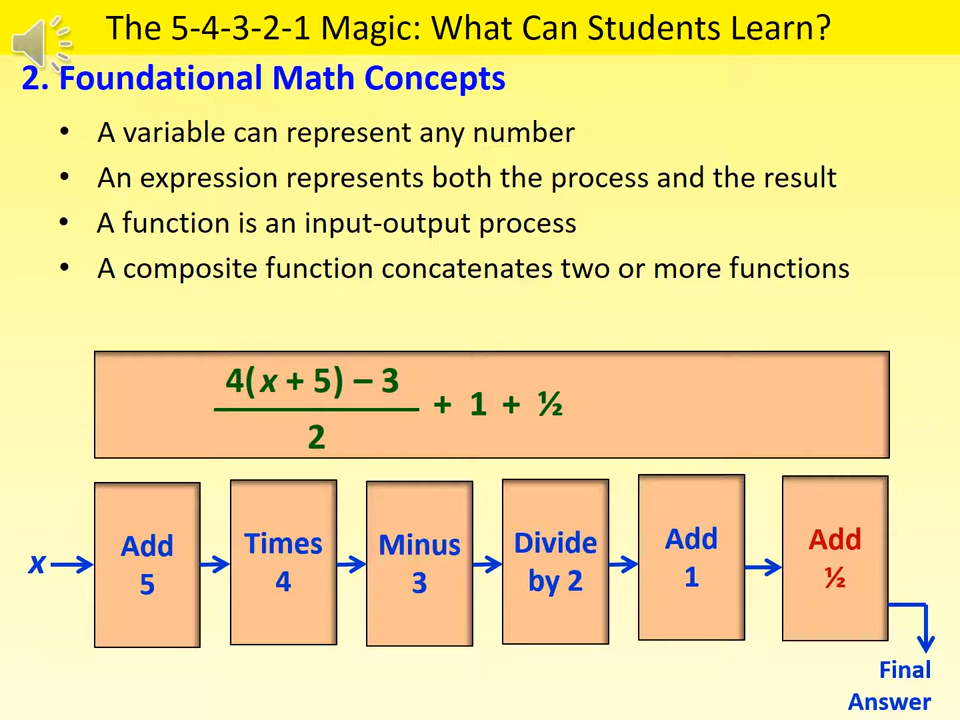 The 5-4-3-2-1 Magic: What Can Students Learn?
2. Foundational Math Concepts
• A variable can represent any number
• An expression represents both the process and the result
• A function is an input-output process
• A composite function concatenates two or more functions
4(x + 5) – 3
2
+ 1 + ½
x
Add
5
Times
4
Minus
3
Divide
by 2
Add
1
Add
½
Final
Answer